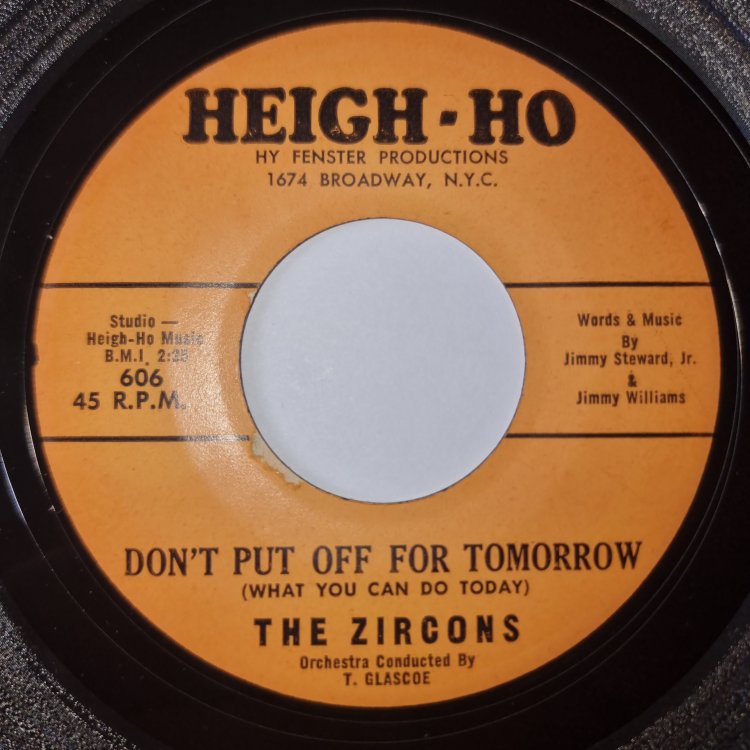 HEIGH-HO
HY FENSTER PRODUCTIONS
1674 BROADWAY, N.Y.C.
Studio —
Heigh-Ho Music
B.M.I. 2:35
606
45 R.P.M.
Words & Music
By
Jimmy Steward, Jr.
&
Jimmy Williams
DON'T PUT OFF FOR TOMORROW
(WHAT YOU CAN DO TODAY)
THE ZIRCONS
Orchestra Conducted By
T. GLASCOE